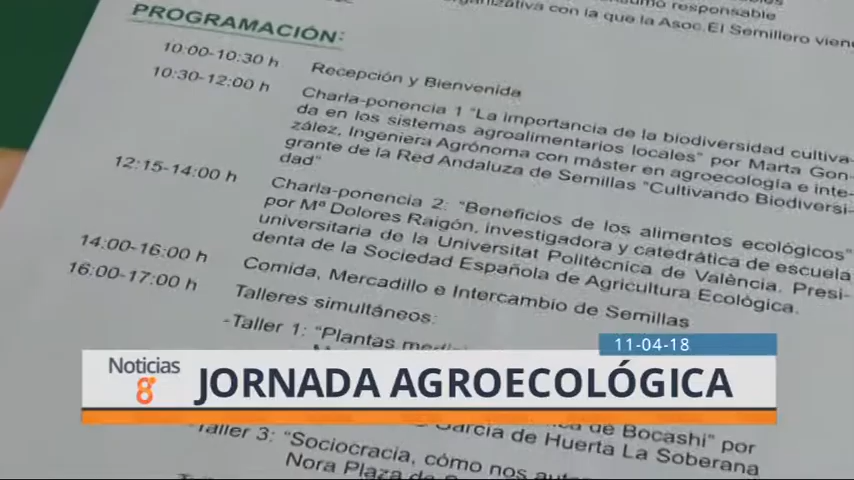 consumo responsable
organizativa con la que la Asoc.El Semillero viene
PROGRAMACIÓN:
10:00-10:30 h Recepción y Bienvenida
10:30-12:00 h Charla-ponencia 1 "La importancia de la biodiversidad cultiva-
da en los sistemas agroalimentarios locales" por Marta Gon-
zález, Ingeniera Agrónoma con máster en agroecología e inte-
grante de la Red Andaluza de Semillas "Cultivando Biodiversi-
dad"
12:15-14:00 h Charla-ponencia 2: "Beneficios de los alimentos ecológicos"
por Mª Dolores Raigón, investigadora y catedrática de escuela
universitaria de la Universitat Politècnica de València. Presi-
denta de la Sociedad Española de Agricultura Ecológica.
14:00-16:00 h Comida, Mercadillo e Intercambio de Semillas
16:00-17:00 h Talleres simultáneos:
-Taller 1: "Plantas
11-04-18
Noticias
8
JORNADA AGROECOLÓGICA
de Bocashi" por
García de Huerta La Soberana
-Taller 3: "Sociocracia, cómo nos
Nora Plaza de